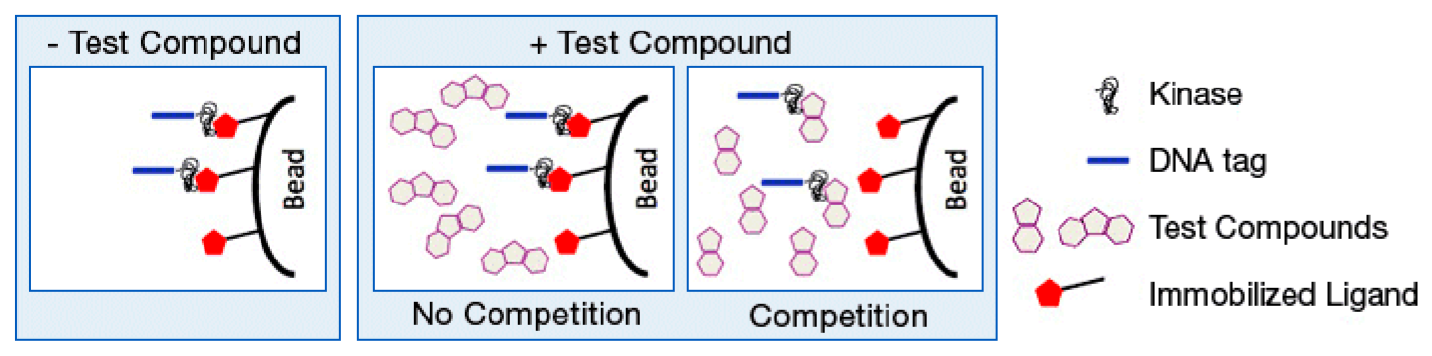 - Test Compound
+ Test Compound
Bead
Bead
Bead
No Competition
Competition
Kinase
DNA tag
Test Compounds
Immobilized Ligand